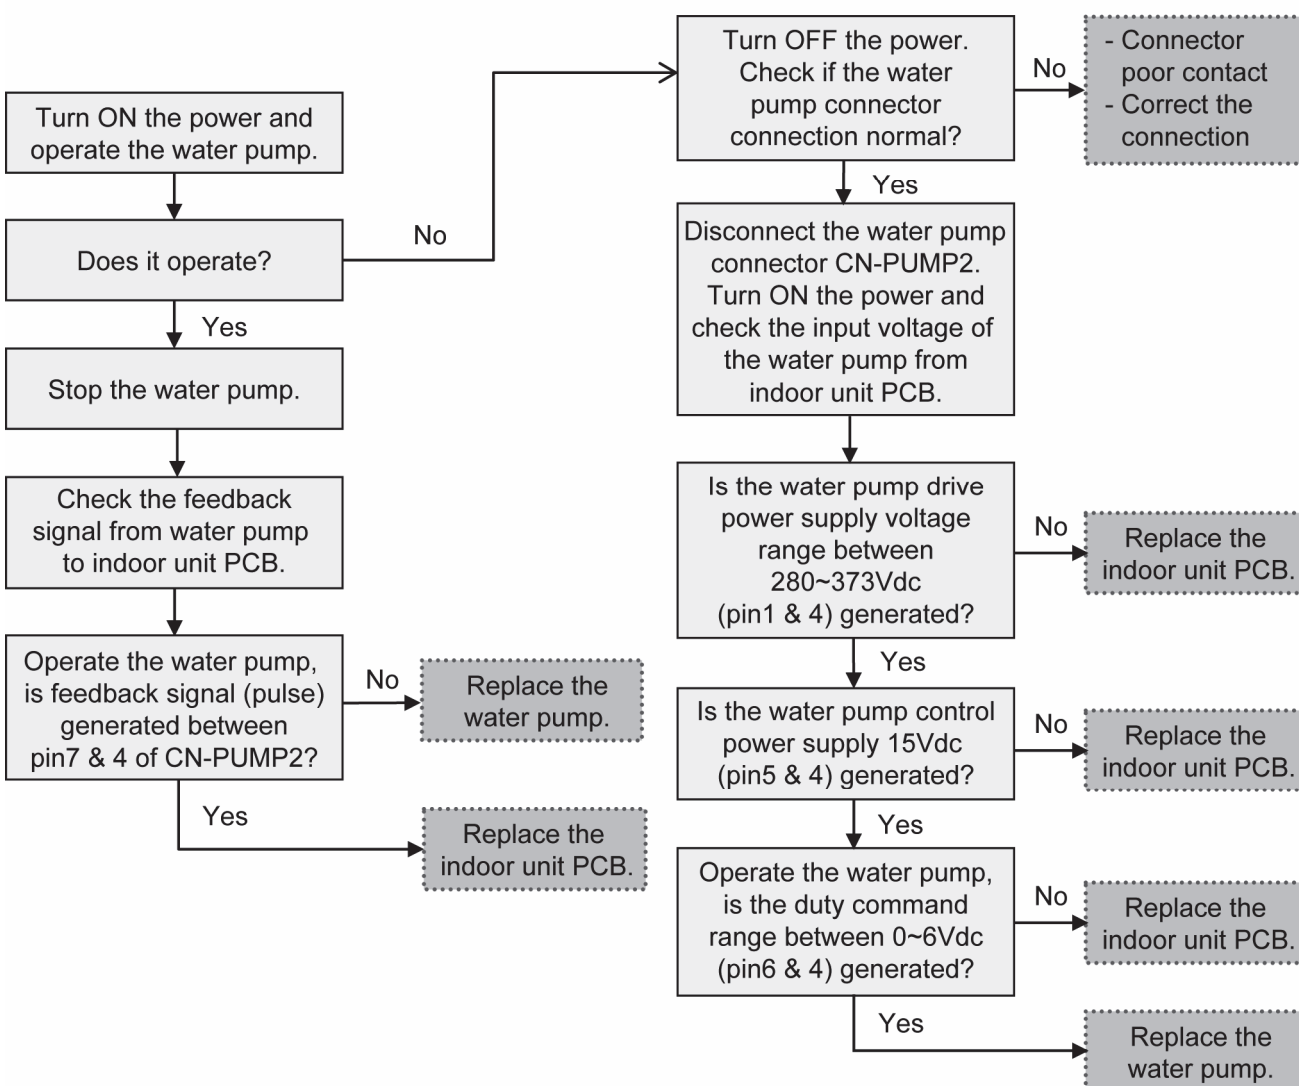 Turn ON the power and
operate the water pump.
Does it operate?
No
Yes
Stop the water pump.
Check the feedback
signal from water pump
to indoor unit PCB.
Operate the water pump,
is feedback signal (pulse)
generated between
pin7 & 4 of CN-PUMP2?
No
Replace the
water pump.
Yes
Replace the
indoor unit PCB.
Turn OFF the power.
Check if the water
pump connector
connection normal?
No
- Connector
poor contact
- Correct the
connection
Yes
Disconnect the water pump
connector CN-PUMP2.
Turn ON the power and
check the input voltage of
the water pump from
indoor unit PCB.
Is the water pump drive
power supply voltage
range between
280~373Vdc
(pin1 & 4) generated?
No
Replace the
indoor unit PCB.
Yes
Is the water pump control
power supply 15Vdc
(pin5 & 4) generated?
No
Replace the
indoor unit PCB.
Yes
Operate the water pump,
is the duty command
range between 0~6Vdc
(pin6 & 4) generated?
No
Replace the
indoor unit PCB.
Yes
Replace the
water pump.